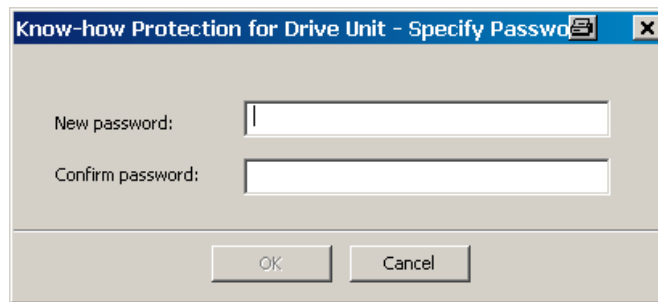 Know-how Protection for Drive Unit - Specify Passwo
New password:
Confirm password:
OK
Cancel